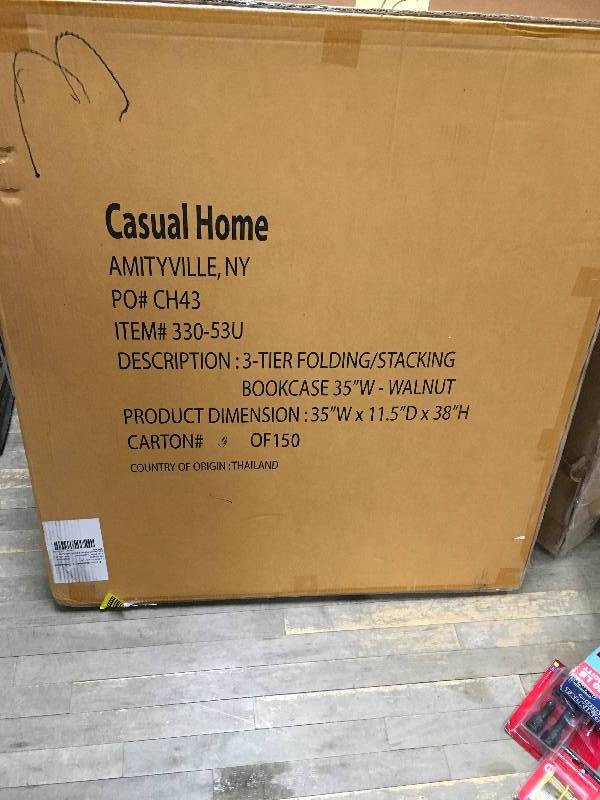 Casual Home
AMITYVILLE, NY
PO# CH43
ITEM# 330-53U
DESCRIPTION : 3-TIER FOLDING/STACKING
BOOKCASE 35"W - WALNUT
PRODUCT DIMENSION : 35"W x 11.5"D x 38"H
CARTON# 9 OF150
COUNTRY OF ORIGIN : THAILAND